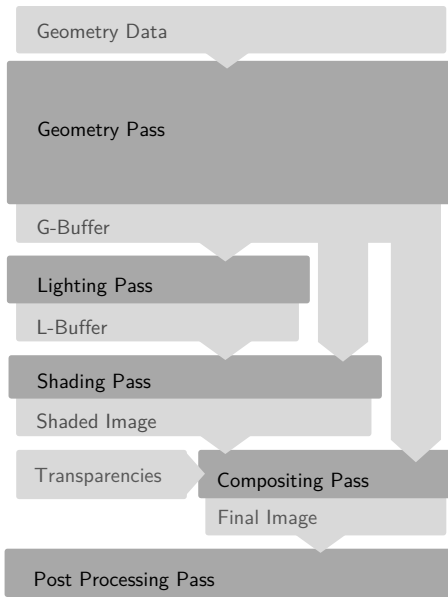 Geometry Data
Geometry Pass
G-Buffer
Lighting Pass
L-Buffer
Shading Pass
Shaded Image
Transparencies
Compositing Pass
Final Image
Post Processing Pass